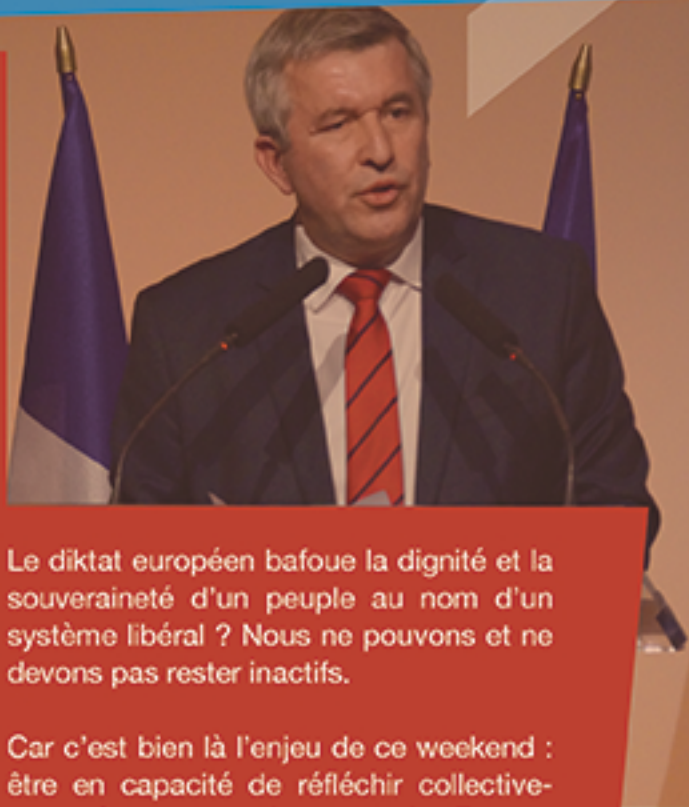 Le diktat européen bafoue la dignité et la
souveraineté d'un peuple au nom d'un
système libéral ? Nous ne pouvons et ne
devons pas rester inactifs.
Car c'est bien là l'enjeu de ce weekend :
être en capacité de réfléchir collective-